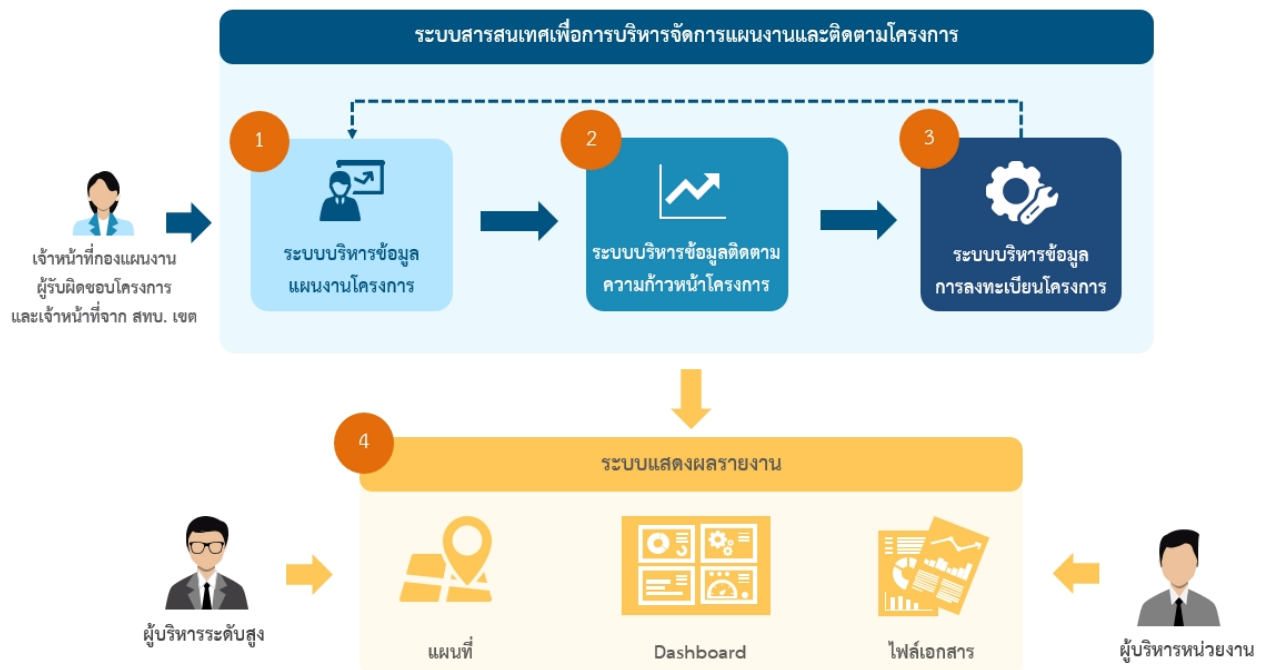 ระบบสารสนเทศเพื่อการบริหารจัดการแผนงานและติดตามโครงการ
1
2
3
ระบบบริหารข้อมูล
แผนงานโครงการ
ระบบบริหารข้อมูลติดตาม
ความก้าวหน้าโครงการ
ระบบบริหารข้อมูล
การลงทะเบียนโครงการ
เจ้าหน้าที่กองแผนงาน
ผู้รับผิดชอบโครงการ
และเจ้าหน้าที่จาก สทบ. เขต
4
ระบบแสดงผลรายงาน
ผู้บริหารระดับสูง
แผนที่
Dashboard
ไฟล์เอกสาร
ผู้บริหารหน่วยงาน